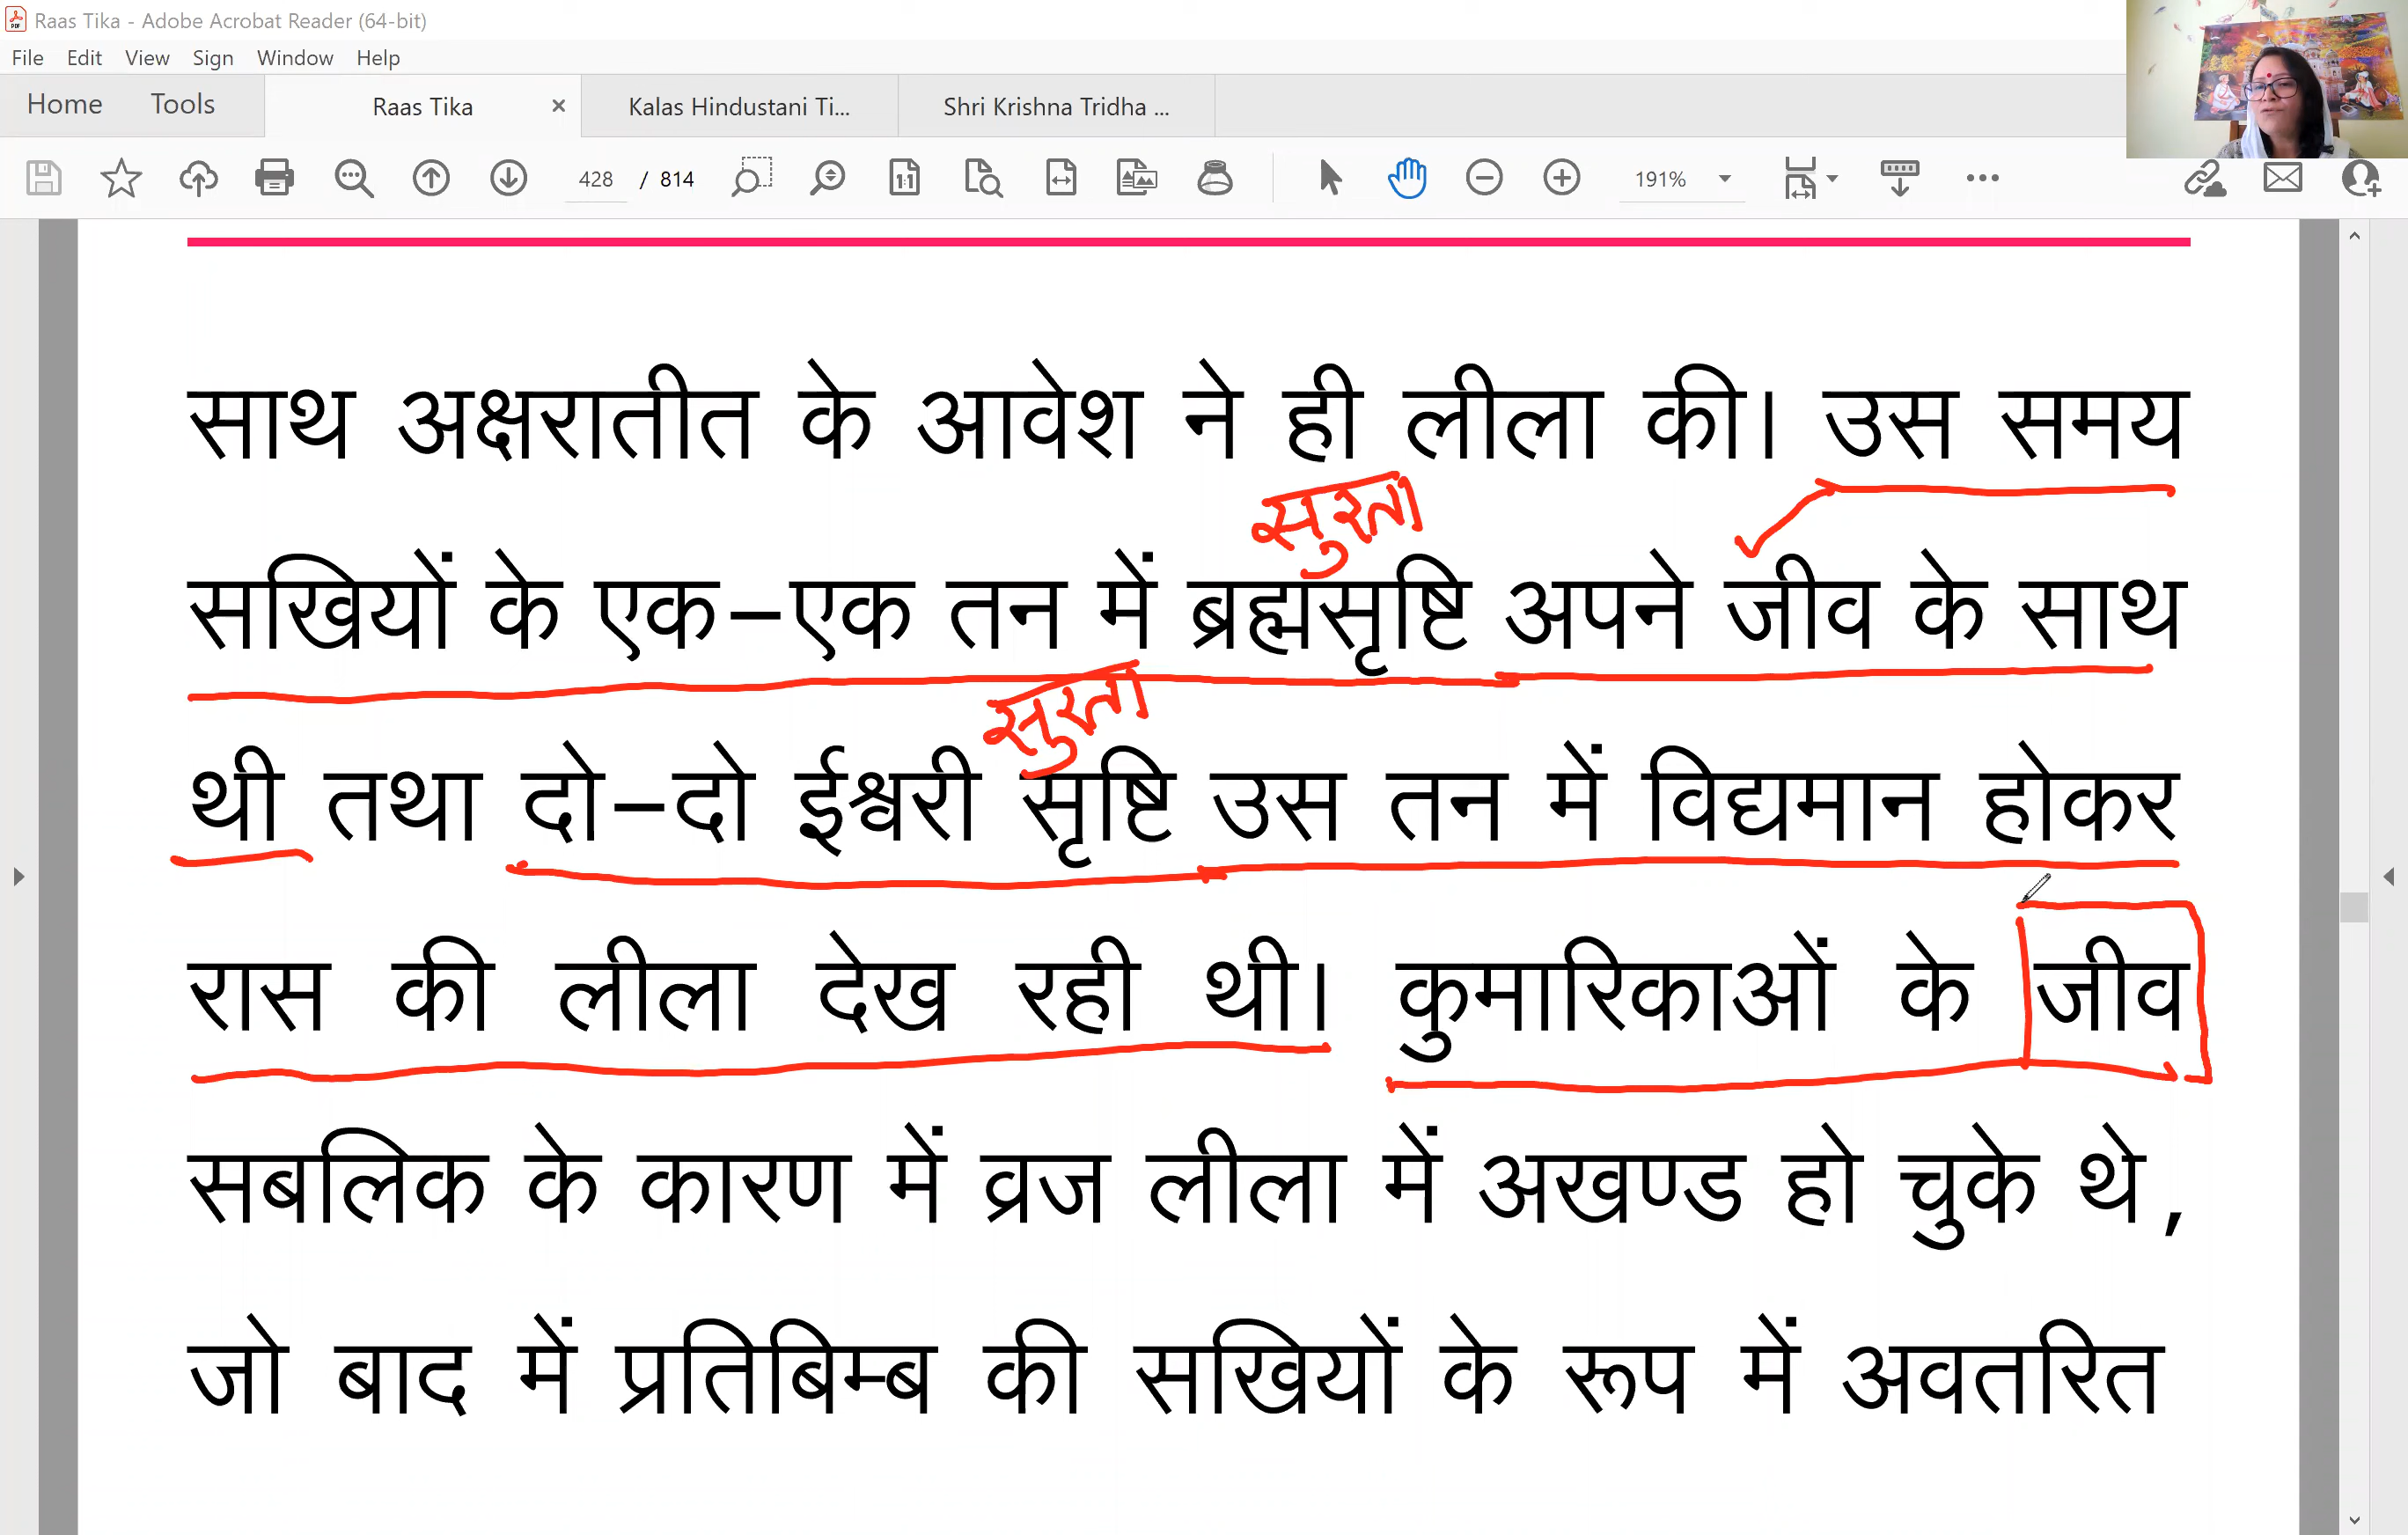 Raas Tika - Adobe Acrobat Reader (64-bit)
File Edit View Sign Window Help
Home Tools Raas Tika × Kalas Hindustani Ti... Shri Krishna Tridha ...
428 / 814 1:1 191%
साथ अक्षरातीत के आवेश ने ही लीला की। उस समय
सुरता
सखियों के एक-एक तन में ब्रह्मसृष्टि अपने जीव के साथ
सुरता
थी तथा दो-दो ईश्वरी सृष्टि उस तन में विद्यमान होकर
रास की लीला देख रही थी। कुमारिकाओं के जीव
सबलिक के कारण में व्रज लीला में अखण्ड हो चुके थे,
जो बाद में प्रतिबिम्ब की सखियों के रूप में अवतरित